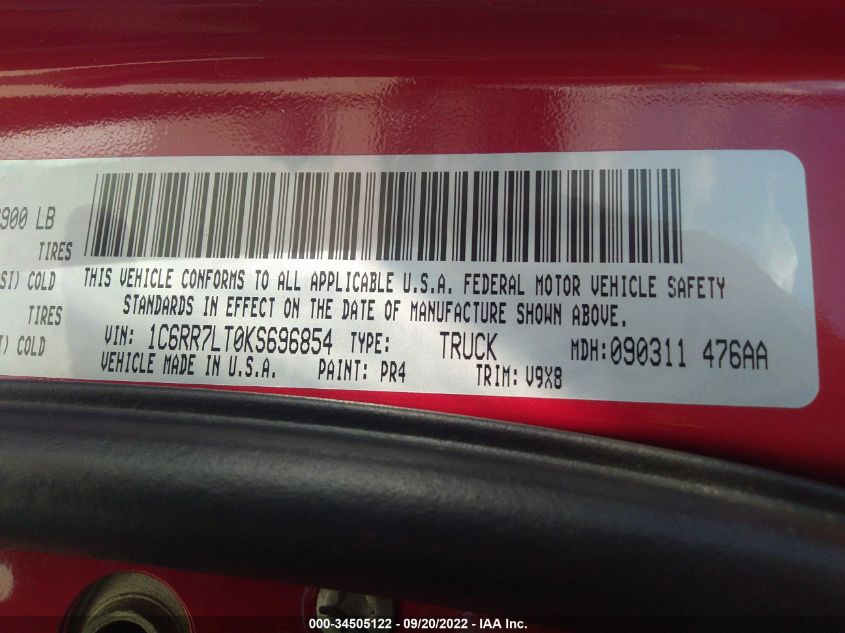 900 LB
TIRES
SI) COLD
TIRES
SI) COLD
THIS VEHICLE CONFORMS TO ALL APPLICABLE U.S.A. FEDERAL MOTOR VEHICLE SAFETY
STANDARDS IN EFFECT ON THE DATE OF MANUFACTURE SHOWN ABOVE.
VIN: 1C6RR7LT0KS696854 TYPE: TRUCK MDH:090311 476AA
VEHICLE MADE IN U.S.A. PAINT: PR4 TRIM: V9X8
000-34505122 - 09/20/2022 - IAA Inc.